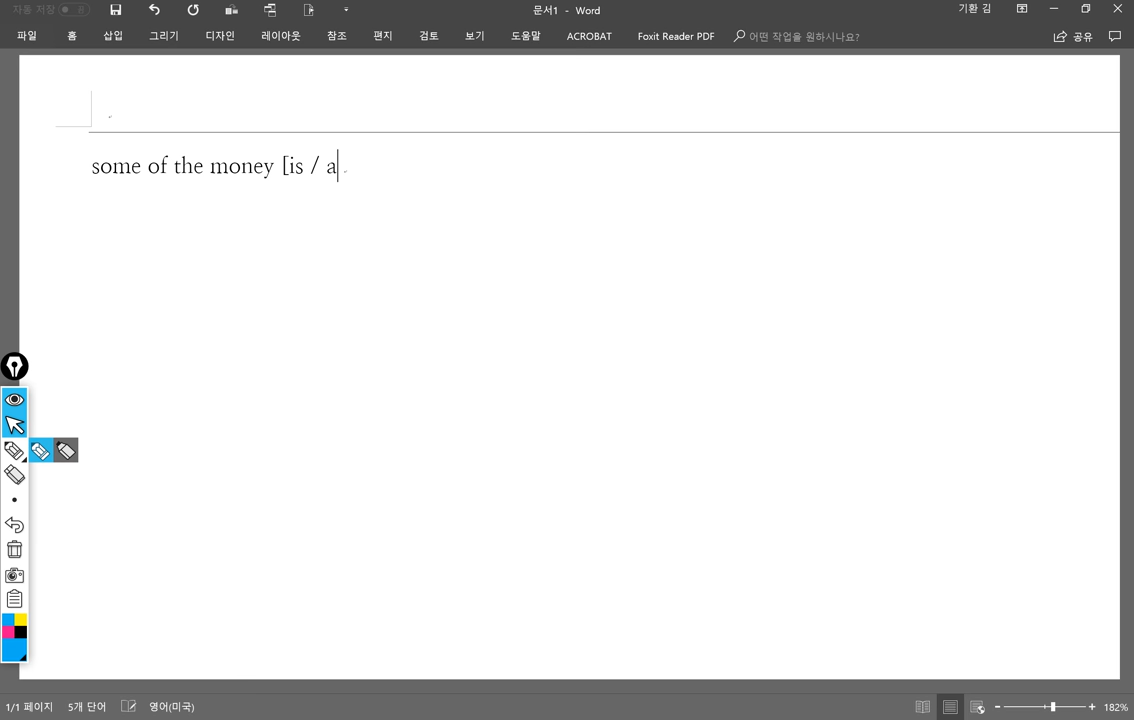 자동 저장
문서1 - Word
기환 김
파일 홈 삽입 그리기 디자인 레이아웃 참조 편지 검토 보기 도움말 ACROBAT Foxit Reader PDF 어떤 작업을 원하시나요? 공유
some of the money [is / a
1/1 페이지 5개 단어 영어(미국) 182%